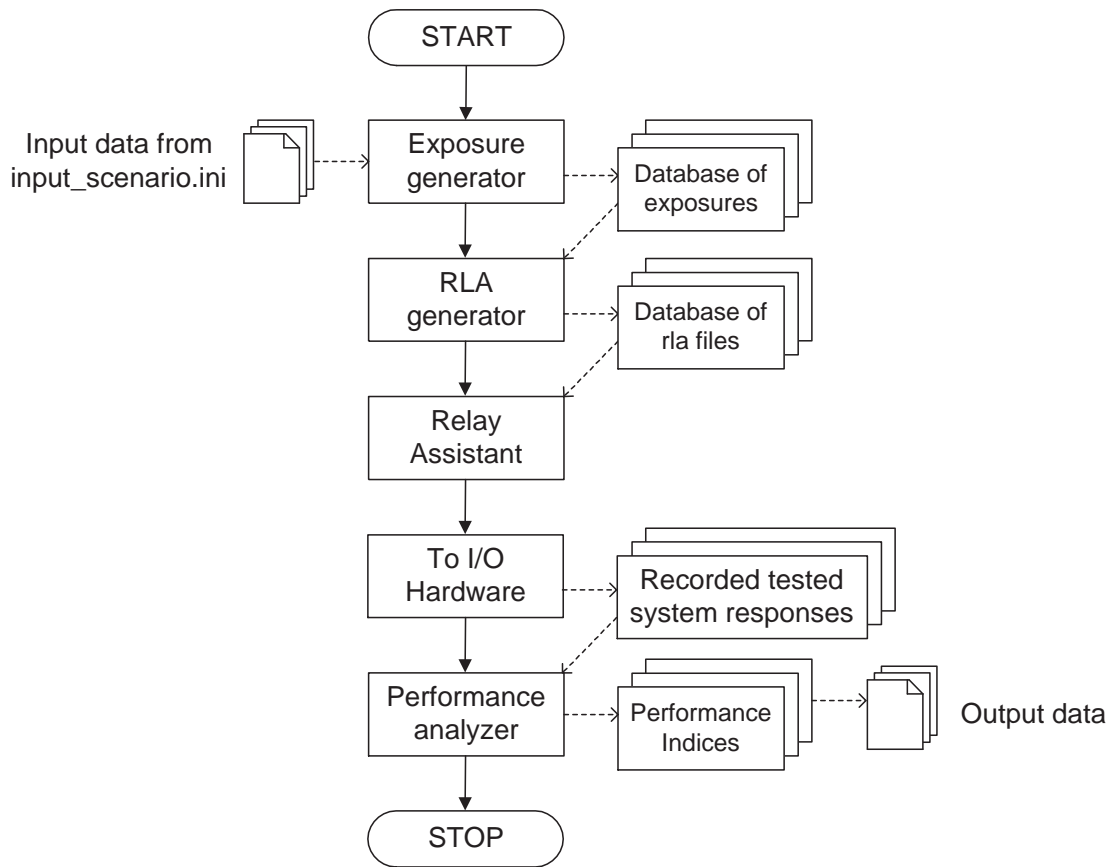 START
Input data from
input_scenario.ini
Exposure
generator
Database of
exposures
RLA
generator
Database of
rla files
Relay
Assistant
To I/O
Hardware
Recorded tested
system responses
Performance
analyzer
Performance
Indices
Output data
STOP